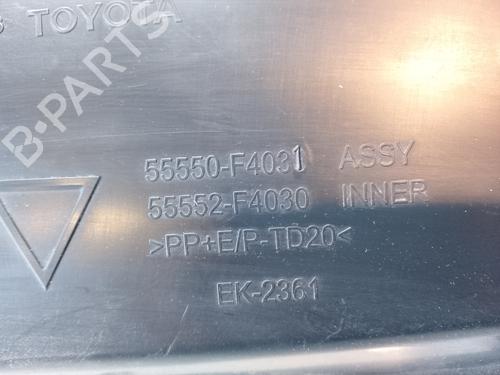 TOYOTA
B-PARTS
55550-F4031 ASSY
55552-F4030 INNER
>PP+E/P-TD20<
EK-2361